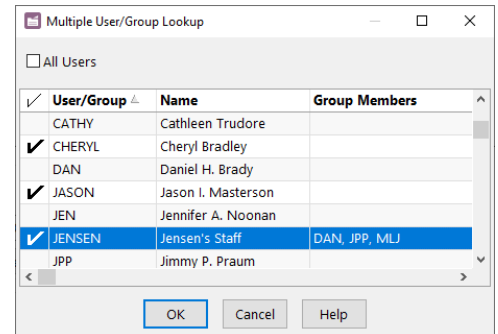 Multiple User/Group Lookup
All Users
User/Group Name Group Members
CATHY Cathleen Trudore
CHERYL Cheryl Bradley
DAN Daniel H. Brady
JASON Jason I. Masterson
JEN Jennifer A. Noonan
JENSEN Jensen's Staff DAN, JPP, MLJ
JPP Jimmy P. Praum
OK Cancel Help